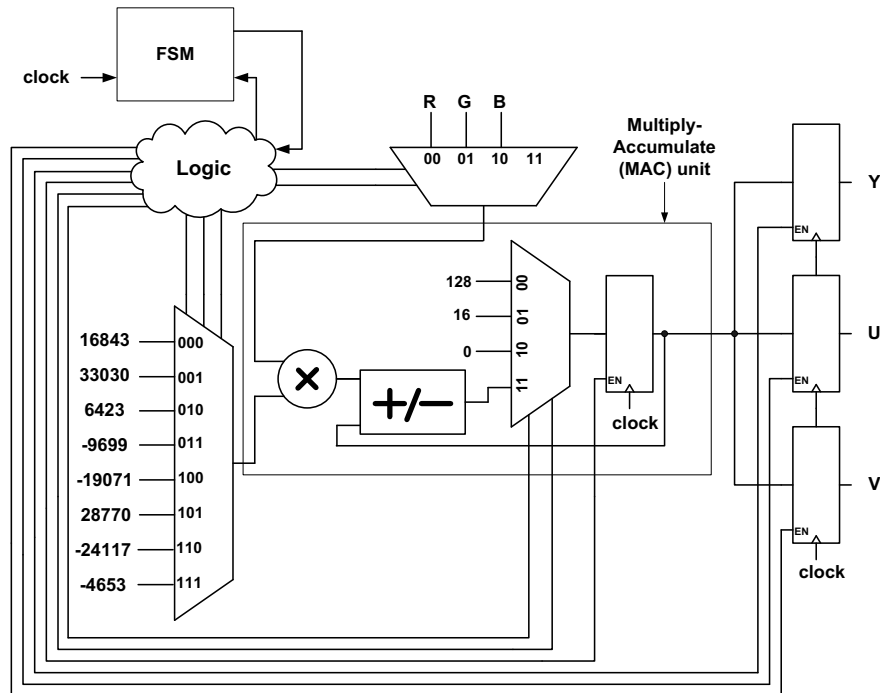 FSM
clock
R G B
00 01 10 11
Logic
Multiply-
Accumulate
(MAC) unit
Y
EN
128 00
16 01
0 10
11
16843 000
33030 001
6423 010
-9699 011
-19071 100
28770 101
-24117 110
-4653 111
×
+/−
EN
clock
U
EN
V
EN
clock